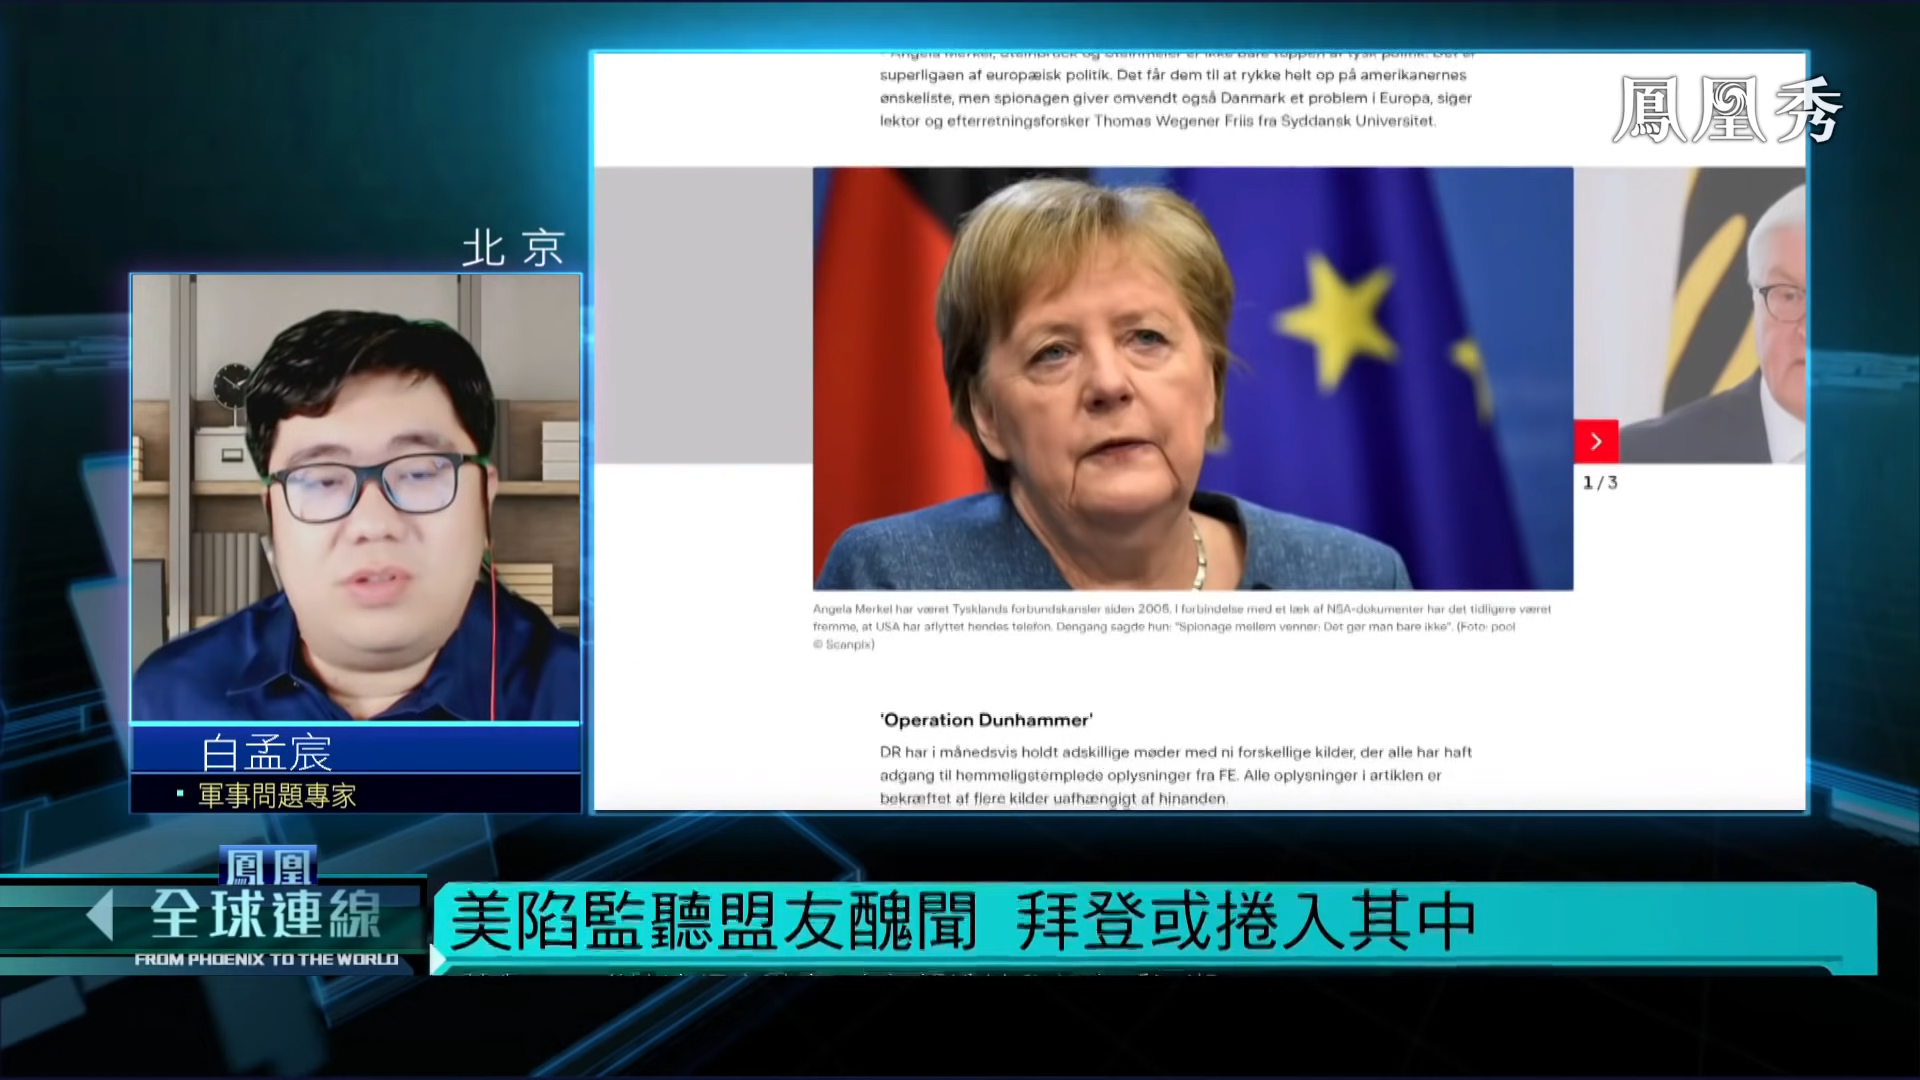 superligaen af europæisk politik. Det får dem til at rykke helt op på amerikanernes
ønskeliste, men spionagen giver omvendt også Danmark et problem i Europa, siger
lektor og efterretningsforsker Thomas Wegener Friis fra Syddansk Universitet.
鳳凰秀
北京
1/3
Angela Merkel har været Tysklands forbundskansler siden 2005. I forbindelse med et læk af NSA-dokumenter har det tidligere været
fremme, at USA har aflyttet hendes telefon. Dengang sagde hun: "Spionage mellem venner: Det gør man bare ikke". (Foto: pool
© Scanpix)
'Operation Dunhammer'
DR har i månedsvis holdt adskillige møder med ni forskellige kilder, der alle har haft
adgang til hemmeligstemplede oplysninger fra FE. Alle oplysninger i artiklen er
bekræftet af flere kilder uafhængigt af hinanden.
白孟宸
軍事問題專家
鳳凰
全球連線
FROM PHOENIX TO THE WORLD
美陷監聽盟友醜聞 拜登或捲入其中